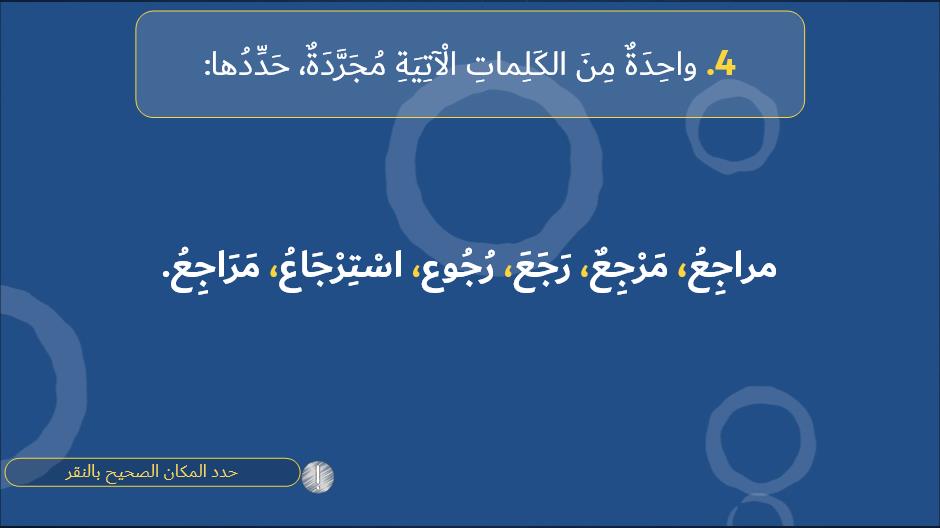 4. واحِدَةٌ مِنَ الكَلِماتِ الْآتِيَةِ مُجَرَّدَةٌ، حَدِّدُها:
مراجِعُ، مَرْجِعٌ، رَجَعَ، رُجُوع، اسْتِرْجَاعُ، مَرَاجِعُ.
حدد المكان الصحيح بالنقر